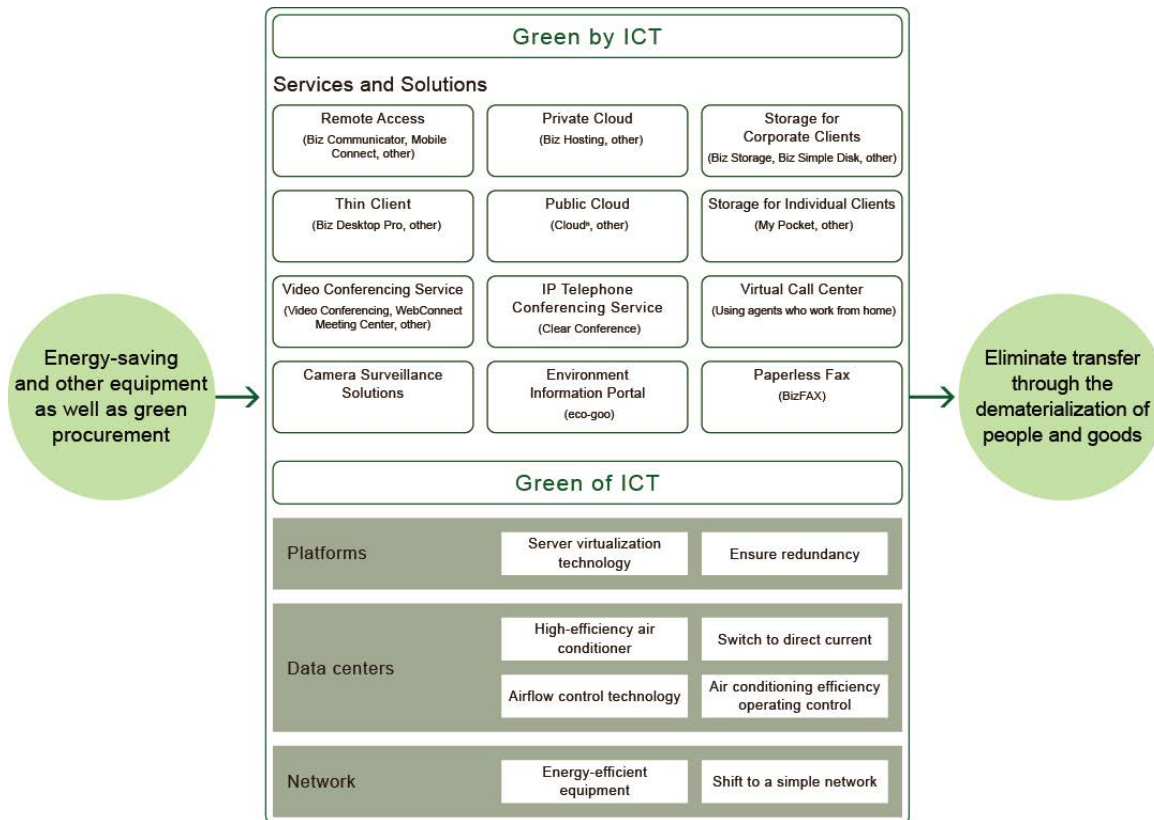 Green by ICT
Services and Solutions
Remote Access
(Biz Communicator, Mobile
Connect, other)
Private Cloud
(Biz Hosting, other)
Storage for
Corporate Clients
(Biz Storage, Biz Simple Disk, other)
Thin Client
(Biz Desktop Pro, other)
Public Cloud
(Cloudⁿ, other)
Storage for Individual Clients
(My Pocket, other)
Video Conferencing Service
(Video Conferencing, WebConnect
Meeting Center, other)
IP Telephone
Conferencing Service
(Clear Conference)
Virtual Call Center
(Using agents who work from home)
Camera Surveillance
Solutions
Environment
Information Portal
(eco-goo)
Paperless Fax
(BizFAX)
Energy-saving
and other equipment
as well as green
procurement
Eliminate transfer
through the
dematerialization of
people and goods
Green of ICT
Platforms
Server virtualization
technology
Ensure redundancy
Data centers
High-efficiency air
conditioner
Switch to direct current
Airflow control technology
Air conditioning efficiency
operating control
Network
Energy-efficient
equipment
Shift to a simple network